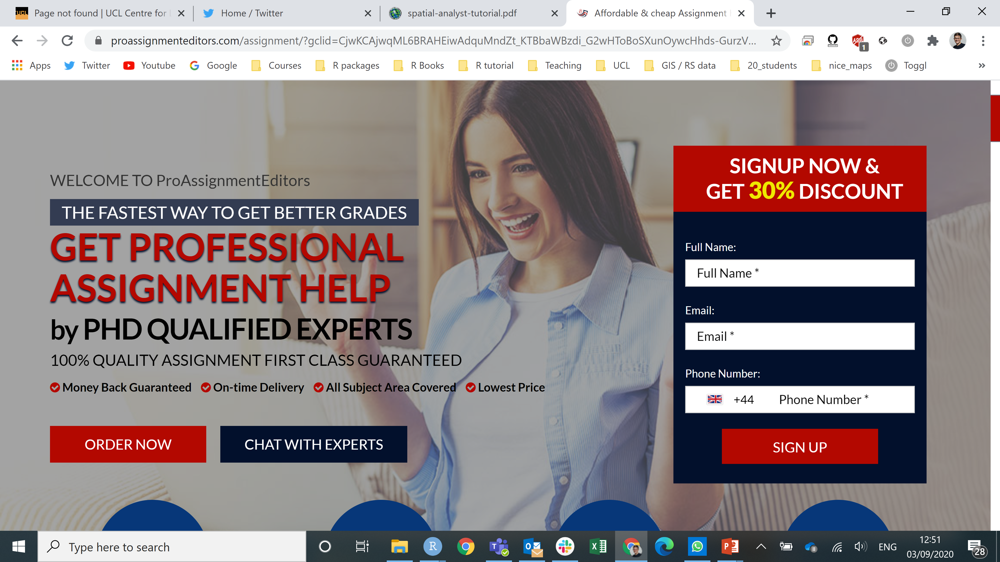 Page not found | UCL Centre for
Home / Twitter
spatial-analyst-tutorial.pdf
Affordable & cheap Assignment
proassignmenteditors.com/assignment/?gclid=CjwKCAjwqML6BRAHEiwAdquMndZt_KTBbaWBzdi_G2wHToBoSXunOywcHhds-GurzV...
1
Apps Twitter Youtube Google Courses R packages R Books R tutorial Teaching UCL GIS / RS data 20_students nice_maps Toggl »
WELCOME TO ProAssignmentEditors
THE FASTEST WAY TO GET BETTER GRADES
GET PROFESSIONAL
ASSIGNMENT HELP
by PHD QUALIFIED EXPERTS
100% QUALITY ASSIGNMENT FIRST CLASS GUARANTEED
Money Back Guaranteed On-time Delivery All Subject Area Covered Lowest Price
ORDER NOW
CHAT WITH EXPERTS
SIGNUP NOW &
GET 30% DISCOUNT
Full Name:
Full Name *
Email:
Email *
Phone Number:
+44 Phone Number *
SIGN UP
Type here to search
ENG
12:51
03/09/2020
28